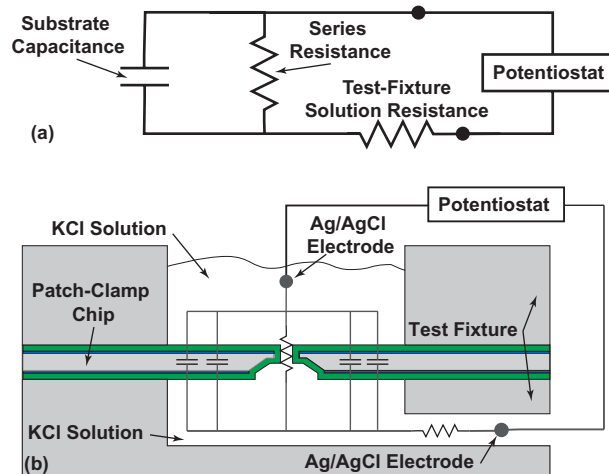 Substrate
Capacitance
Series
Resistance
Test-Fixture
Solution Resistance
Potentiostat
(a)
Potentiostat
KCl Solution
Ag/AgCl
Electrode
Patch-Clamp
Chip
Test Fixture
KCl Solution
(b)
Ag/AgCl Electrode